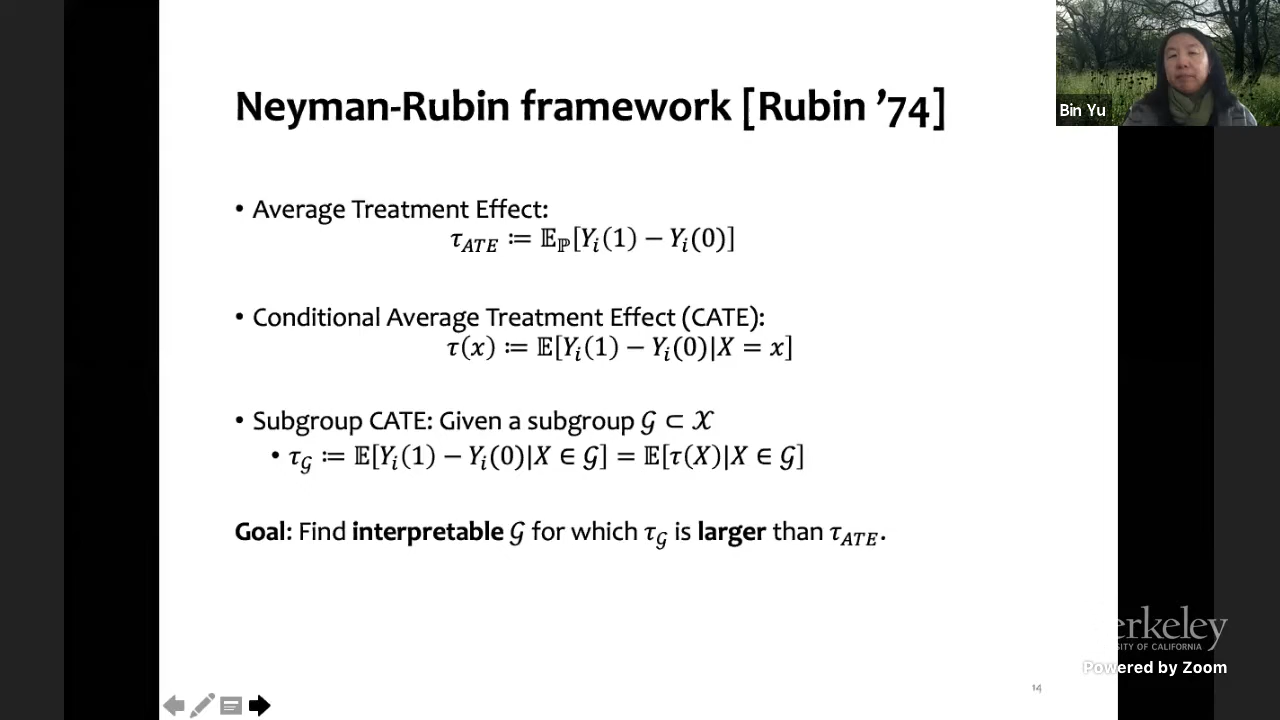 Neyman-Rubin framework [Rubin ’74]
Bin Yu
• Average Treatment Effect:
τ_ATE ≔ 𝔼_ℙ[Y_i(1) − Y_i(0)]
• Conditional Average Treatment Effect (CATE):
τ(x) ≔ 𝔼[Y_i(1) − Y_i(0)|X = x]
• Subgroup CATE: Given a subgroup 𝒢 ⊂ 𝒳
• τ_𝒢 ≔ 𝔼[Y_i(1) − Y_i(0)|X ∈ 𝒢] = 𝔼[τ(X)|X ∈ 𝒢]
Goal: Find interpretable 𝒢 for which τ_𝒢 is larger than τ_ATE.
erkeley
SITY OF CALIFORNIA
Powered by Zoom
14